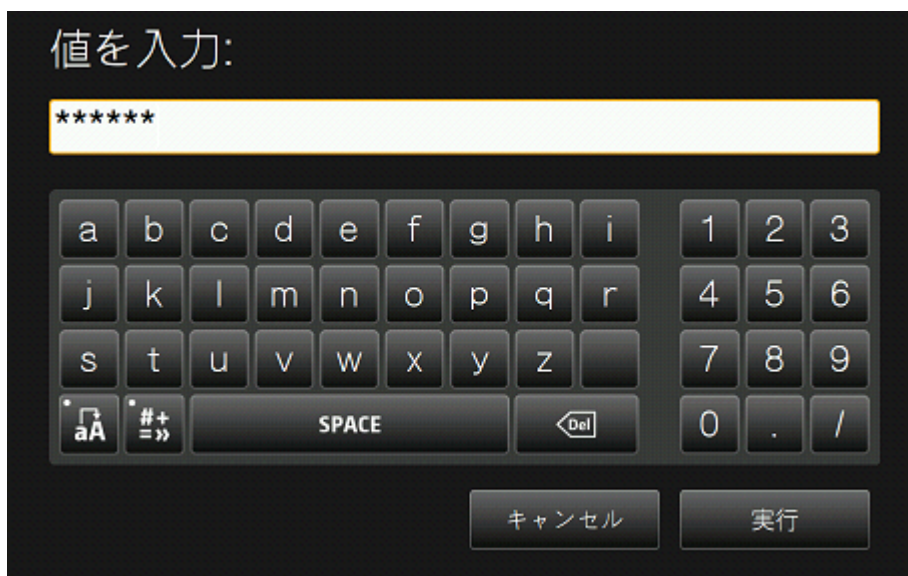 値を入力:
******
a b c d e f g h i 1 2 3
j k l m n o p q r 4 5 6
s t u v w x y z 7 8 9
aA #+=» SPACE Del 0 . /
キャンセル 実行